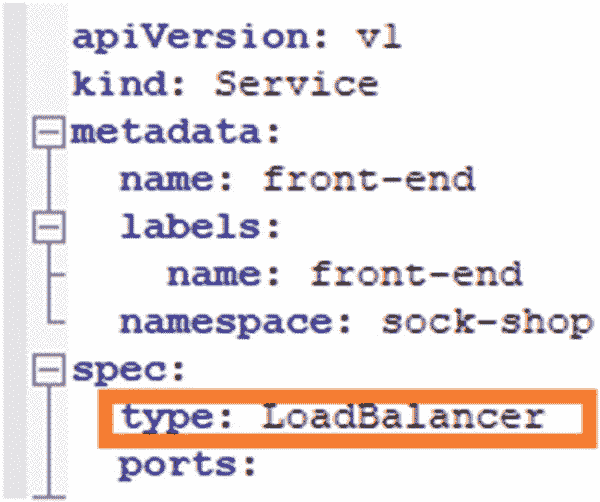 apiVersion: v1
kind: Service
metadata:
name: front-end
labels:
name: front-end
namespace: sock-shop
spec:
type: LoadBalancer
ports: